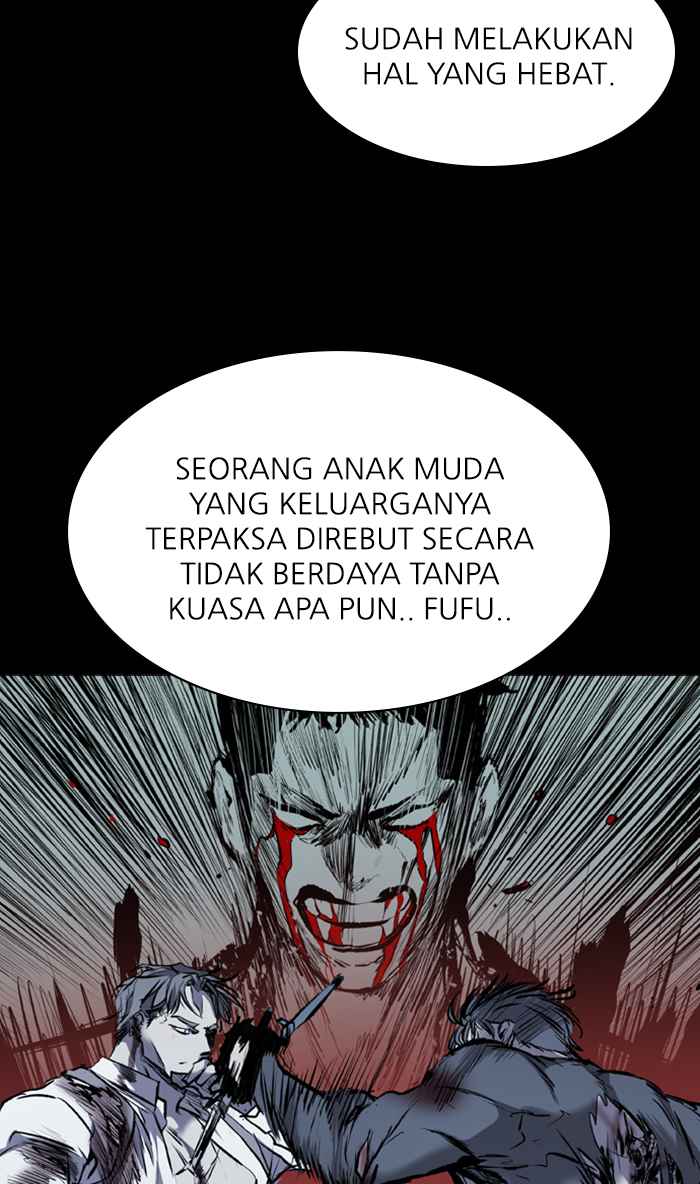 SUDAH MELAKUKAN
HAL YANG HEBAT.
SEORANG ANAK MUDA
YANG KELUARGANYA
TERPAKSA DIREBUT SECARA
TIDAK BERDAYA TANPA
KUASA APA PUN.. FUFU..